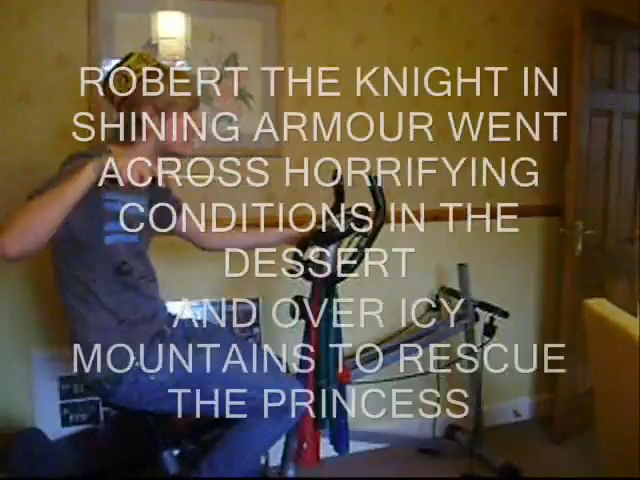 ROBERT THE KNIGHT IN
SHINING ARMOUR WENT
ACROSS HORRIFYING
CONDITIONS IN THE
DESSERT
AND OVER ICY
MOUNTAINS TO RESCUE
THE PRINCESS